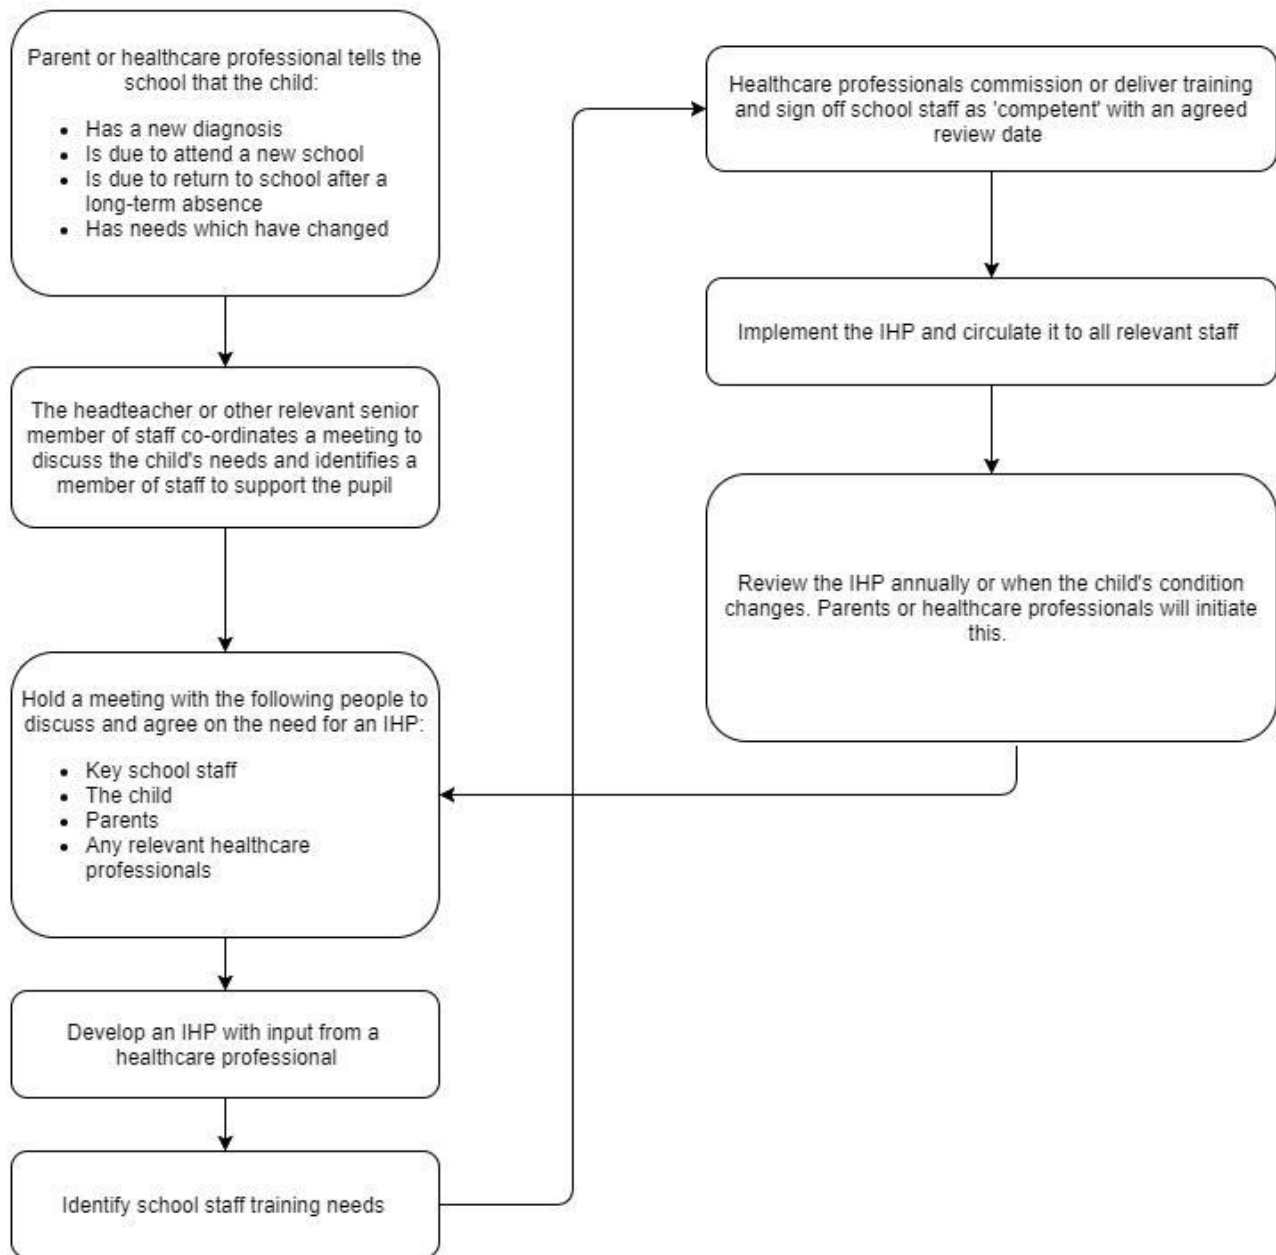 Parent or healthcare professional tells the
school that the child:
• Has a new diagnosis
• Is due to attend a new school
• Is due to return to school after a
long-term absence
• Has needs which have changed
The headteacher or other relevant senior
member of staff co-ordinates a meeting to
discuss the child's needs and identifies a
member of staff to support the pupil
Hold a meeting with the following people to
discuss and agree on the need for an IHP:
• Key school staff
• The child
• Parents
• Any relevant healthcare
professionals
Develop an IHP with input from a
healthcare professional
Identify school staff training needs
Healthcare professionals commission or deliver training
and sign off school staff as 'competent' with an agreed
review date
Implement the IHP and circulate it to all relevant staff
Review the IHP annually or when the child's condition
changes. Parents or healthcare professionals will initiate
this.